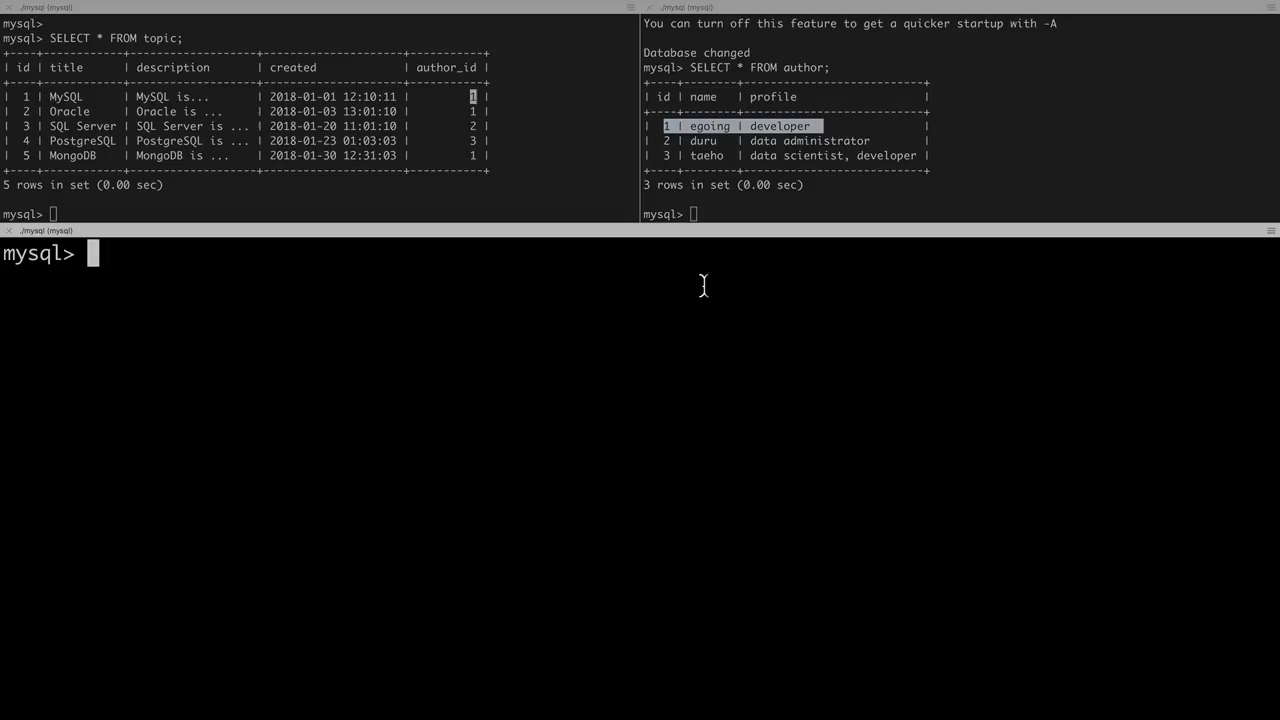 ./mysql (mysql)
mysql>
mysql> SELECT * FROM topic;
+----+------------+-------------------+---------------------+-----------+
| id | title      | description       | created             | author_id |
+----+------------+-------------------+---------------------+-----------+
|  1 | MySQL      | MySQL is...       | 2018-01-01 12:10:11 |         1 |
|  2 | Oracle     | Oracle is ...     | 2018-01-03 13:01:10 |         1 |
|  3 | SQL Server | SQL Server is ... | 2018-01-20 11:01:10 |         2 |
|  4 | PostgreSQL | PostgreSQL is ... | 2018-01-23 01:03:03 |         3 |
|  5 | MongoDB    | MongoDB is ...    | 2018-01-30 12:31:03 |         1 |
+----+------------+-------------------+---------------------+-----------+
5 rows in set (0.00 sec)
mysql>
./mysql (mysql)
You can turn off this feature to get a quicker startup with -A
Database changed
mysql> SELECT * FROM author;
+----+--------+---------------------------+
| id | name   | profile                   |
+----+--------+---------------------------+
|  1 | egoing | developer                 |
|  2 | duru   | data administrator        |
|  3 | taeho  | data scientist, developer |
+----+--------+---------------------------+
3 rows in set (0.00 sec)
mysql>
./mysql (mysql)
mysql>